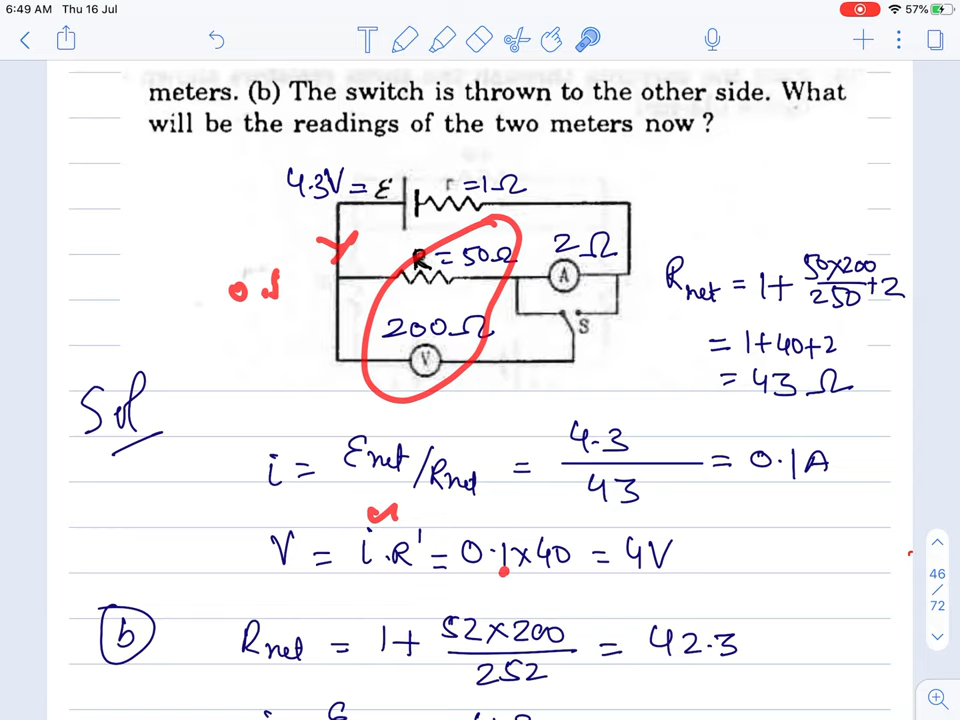 6:49 AM Thu 16 Jul
57%
meters. (b) The switch is thrown to the other side. What
will be the readings of the two meters now ?
4.3V = ε r = 1Ω
R = 50Ω 2Ω
A
200Ω S
V
Rnet = 1 + 50×200/250 + 2
= 1+40+2
= 43 Ω
Sol
i = Enet/Rnet = 4.3/43 = 0.1A
V = i.R' = 0.1×40 = 4V
b Rnet = 1 + 52×200/252 = 42.3
46
/
72